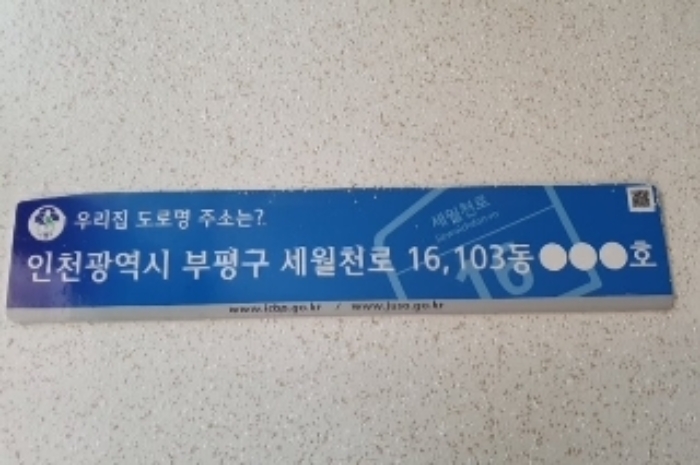 우리집 도로명 주소는?
세월천로
인천광역시 부평구 세월천로 16,103동●●●호
16
www.icbp.go.kr / www.juso.go.kr